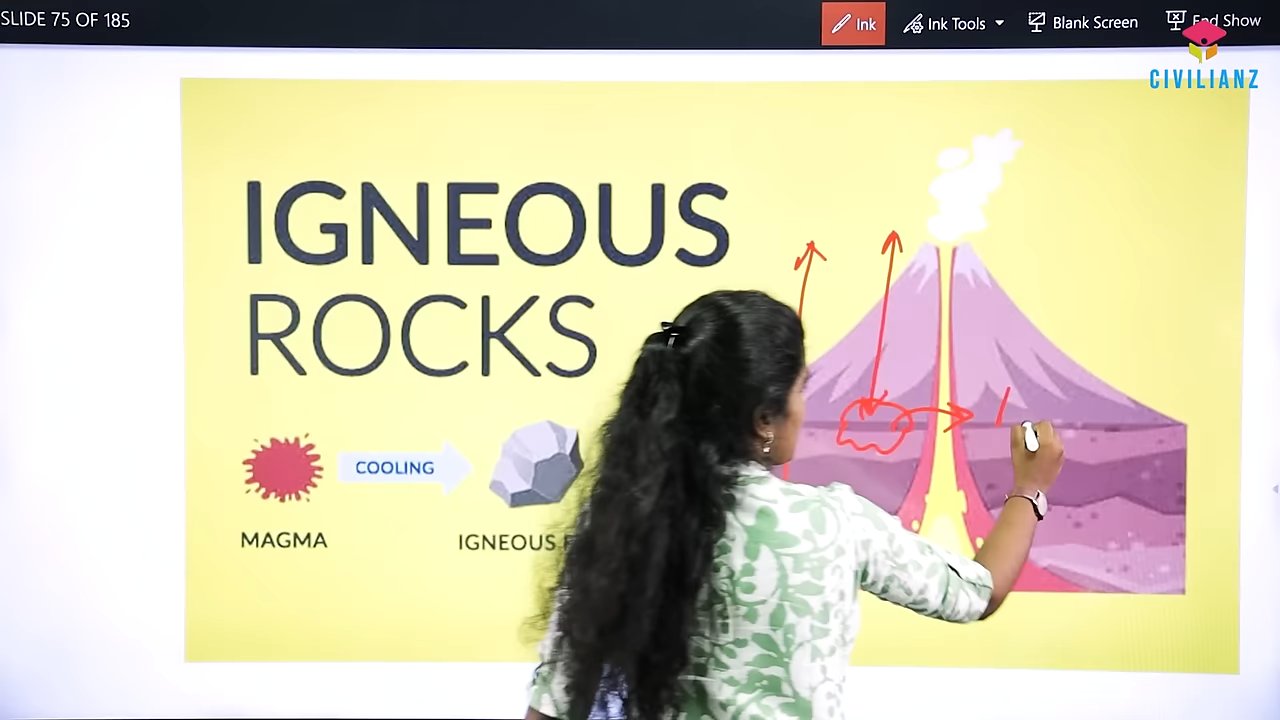 SLIDE 75 OF 185
Ink
Ink Tools
Blank Screen
End Show
CIVILIANZ
IGNEOUS
ROCKS
COOLING
MAGMA
IGNEOUS